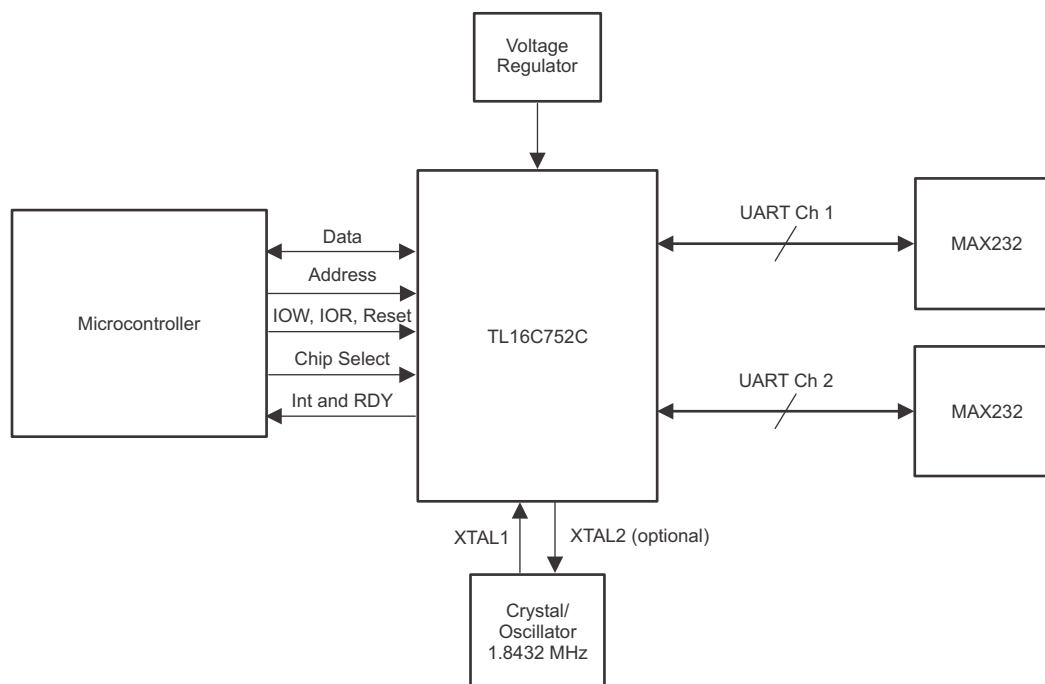 Voltage
Regulator
UART Ch 1
MAX232
Data
Address
Microcontroller
IOW, IOR, Reset
TL16C752C
Chip Select
UART Ch 2
Int and RDY
MAX232
XTAL1
XTAL2 (optional)
Crystal/
Oscillator
1.8432 MHz